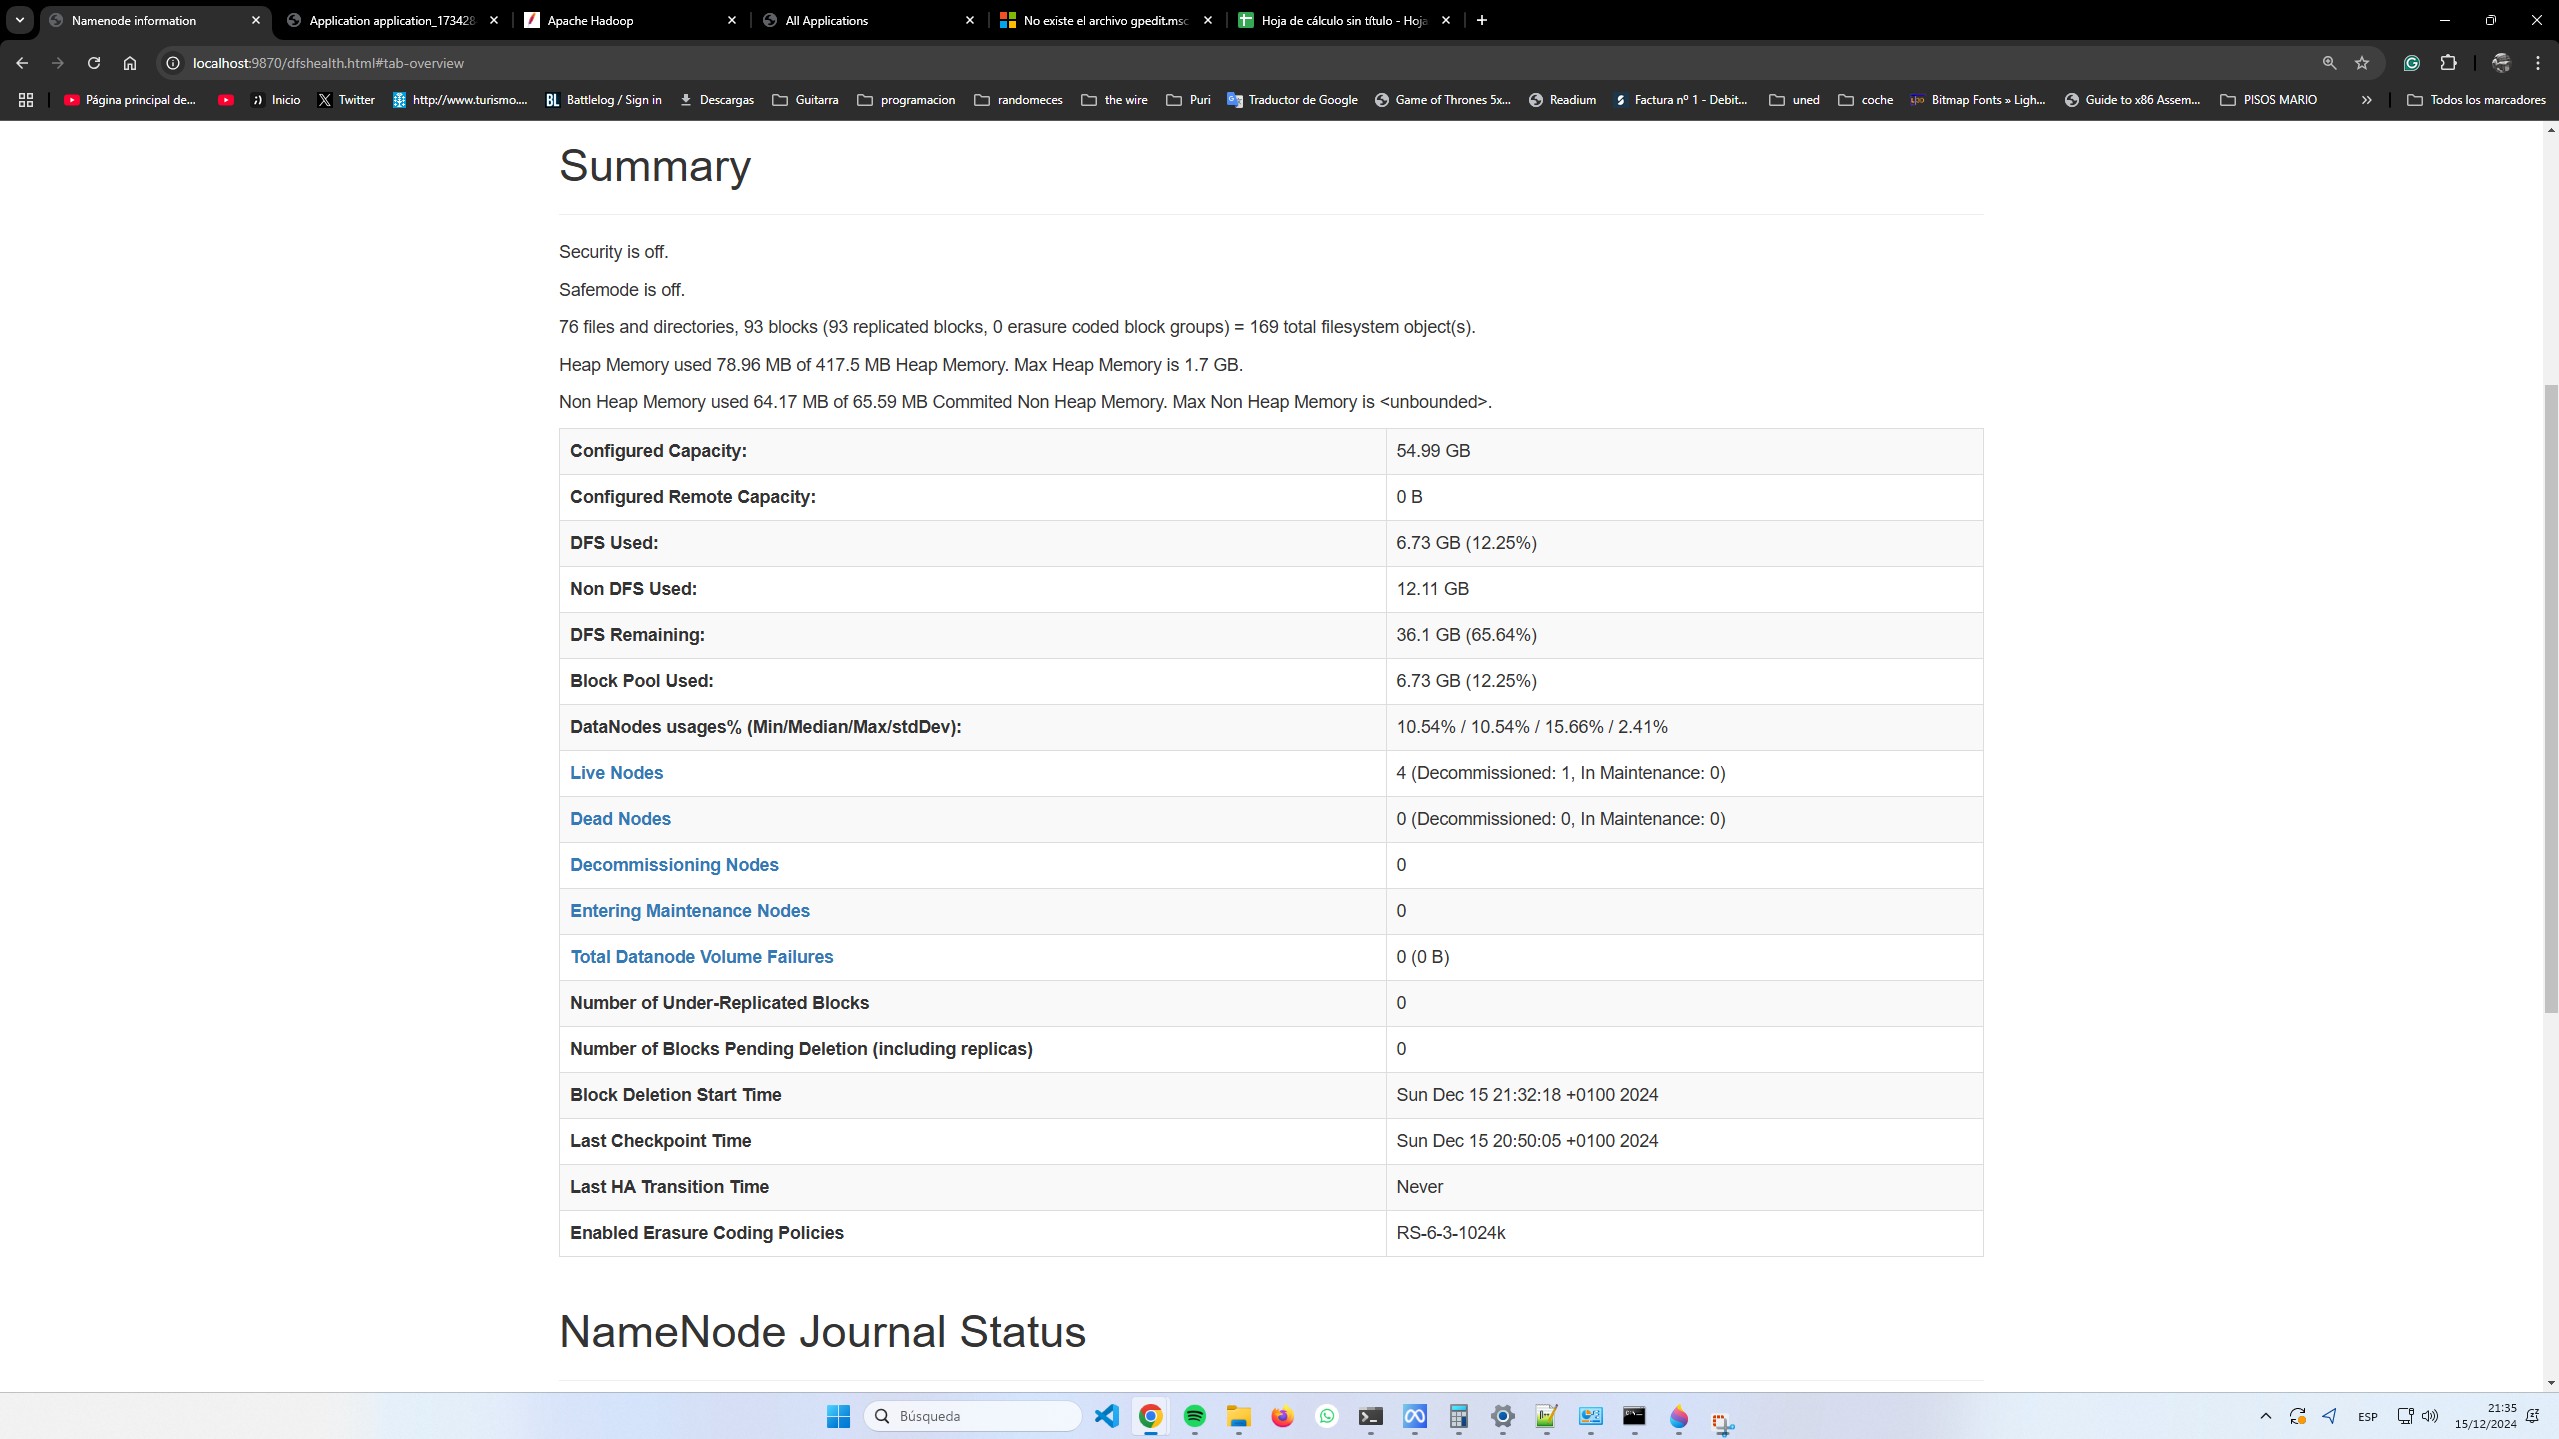 Namenode information
Application application_173428
Apache Hadoop
All Applications
No existe el archivo gpedit.msc
Hoja de cálculo sin título - Hoja
localhost:9870/dfshealth.html#tab-overview
Página principal de...
Inicio
Twitter
http://www.turismo....
Battlelog / Sign in
Descargas
Guitarra
programacion
randomeces
the wire
Puri
Traductor de Google
Game of Thrones 5x...
Readium
Factura nº 1 - Debit...
uned
coche
Bitmap Fonts » Ligh...
Guide to x86 Assem...
PISOS MARIO
»
Todos los marcadores
Summary
Security is off.
Safemode is off.
76 files and directories, 93 blocks (93 replicated blocks, 0 erasure coded block groups) = 169 total filesystem object(s).
Heap Memory used 78.96 MB of 417.5 MB Heap Memory. Max Heap Memory is 1.7 GB.
Non Heap Memory used 64.17 MB of 65.59 MB Commited Non Heap Memory. Max Non Heap Memory is <unbounded>.
Configured Capacity: 54.99 GB
Configured Remote Capacity: 0 B
DFS Used: 6.73 GB (12.25%)
Non DFS Used: 12.11 GB
DFS Remaining: 36.1 GB (65.64%)
Block Pool Used: 6.73 GB (12.25%)
DataNodes usages% (Min/Median/Max/stdDev): 10.54% / 10.54% / 15.66% / 2.41%
Live Nodes 4 (Decommissioned: 1, In Maintenance: 0)
Dead Nodes 0 (Decommissioned: 0, In Maintenance: 0)
Decommissioning Nodes 0
Entering Maintenance Nodes 0
Total Datanode Volume Failures 0 (0 B)
Number of Under-Replicated Blocks 0
Number of Blocks Pending Deletion (including replicas) 0
Block Deletion Start Time Sun Dec 15 21:32:18 +0100 2024
Last Checkpoint Time Sun Dec 15 20:50:05 +0100 2024
Last HA Transition Time Never
Enabled Erasure Coding Policies RS-6-3-1024k
NameNode Journal Status
Búsqueda
ESP
21:35
15/12/2024